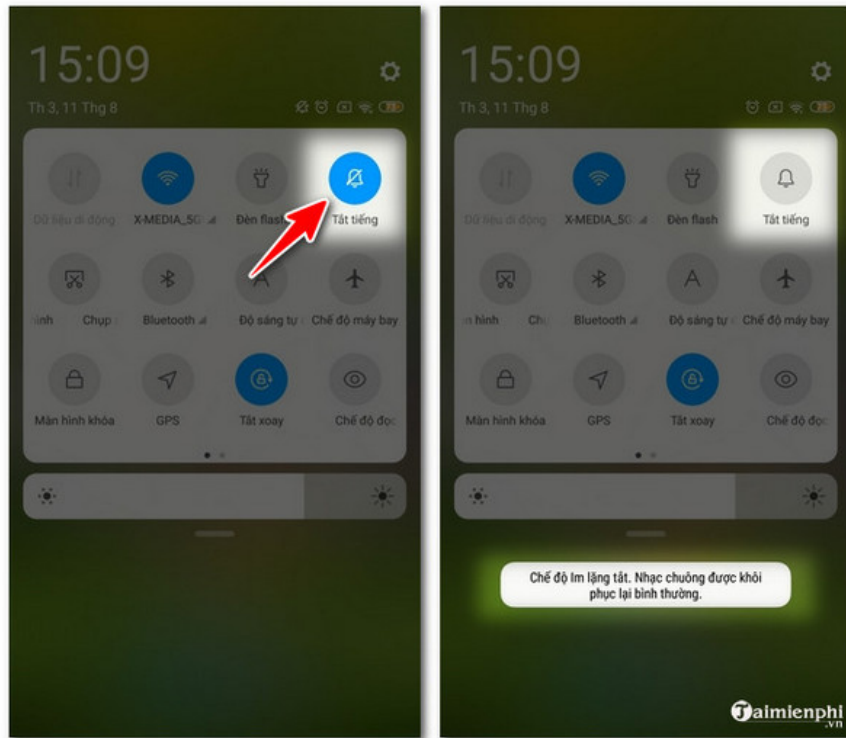 15:09
Th 3, 11 Thg 8
Dữ liệu di động
X-MEDIA_5G
Đèn flash
Tắt tiếng
Chụp
Bluetooth
Độ sáng tự
Chế độ máy bay
Màn hình khóa
GPS
Tắt xoay
Chế độ đọc
15:09
Th 3, 11 Thg 8
Dữ liệu di động
X-MEDIA_5G
Đèn flash
Tắt tiếng
hình
Bluetooth
Độ sáng tự
Chế độ máy bay
Màn hình khóa
GPS
Tắt xoay
Chế độ đọc
Chế độ Im lặng tắt. Nhạc chuông được khôi
phục lại bình thường.
Taimienphi
.vn